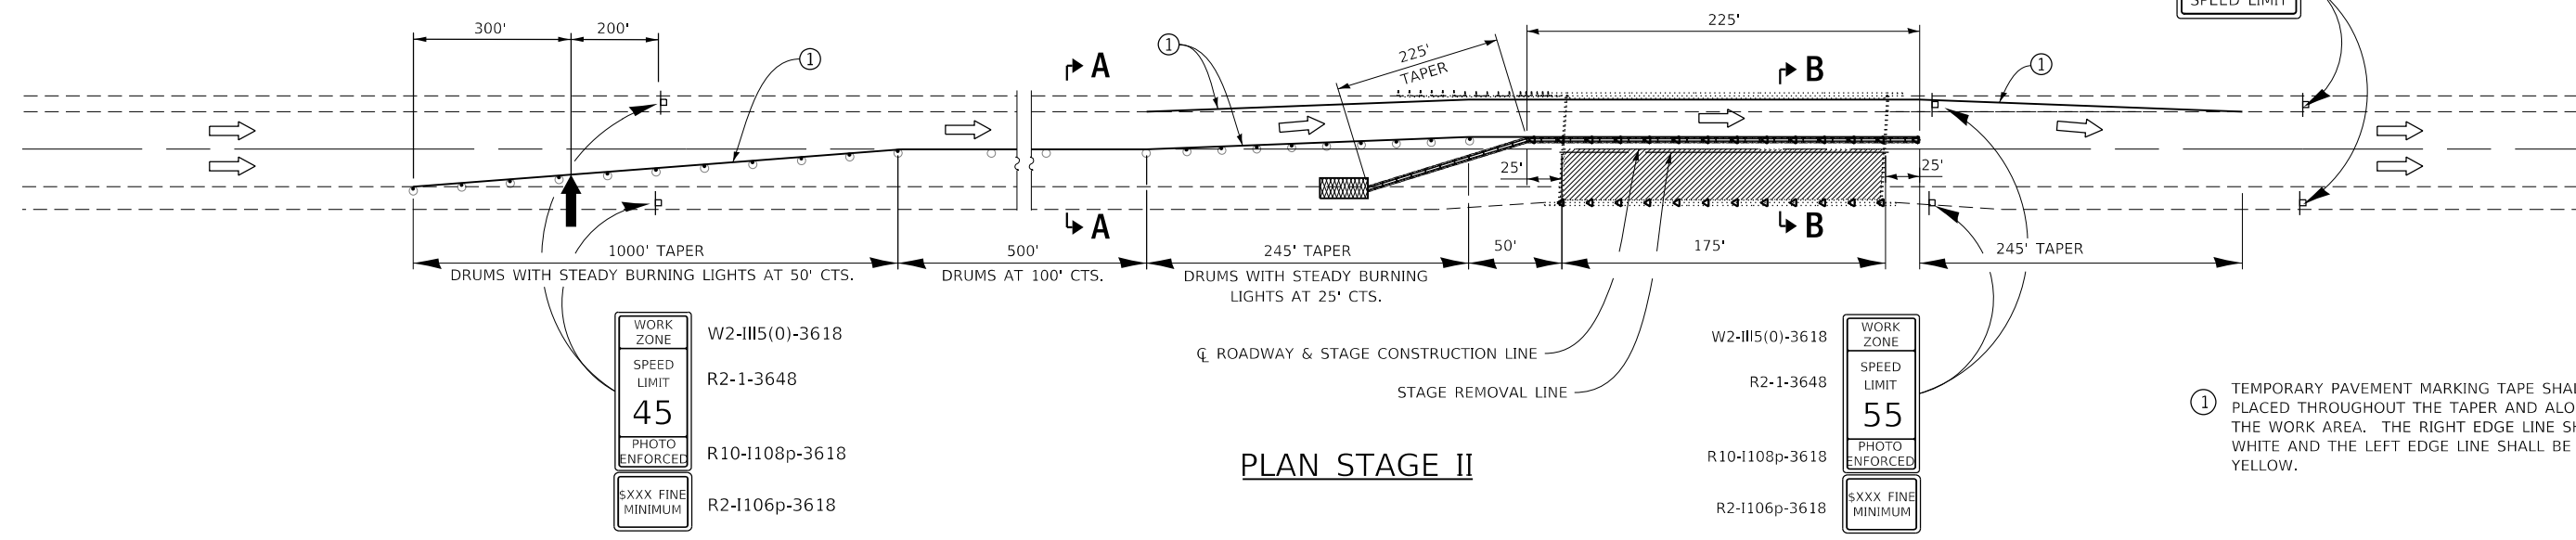 SPEED LIMIT
300'
200'
1
A
1
225'
TAPER
225'
B
1
25'
25'
A
B
1000' TAPER
DRUMS WITH STEADY BURNING LIGHTS AT 50' CTS.
500'
DRUMS AT 100' CTS.
245' TAPER
DRUMS WITH STEADY BURNING
LIGHTS AT 25' CTS.
50'
175'
245' TAPER
WORK
ZONE
SPEED
LIMIT
45
PHOTO
ENFORCED
$XXX FINE
MINIMUM
W2-III5(0)-3618
R2-1-3648
R10-I108p-3618
R2-I106p-3618
℄ ROADWAY & STAGE CONSTRUCTION LINE
STAGE REMOVAL LINE
PLAN STAGE II
W2-III5(0)-3618
R2-1-3648
R10-I108p-3618
R2-I106p-3618
WORK
ZONE
SPEED
LIMIT
55
PHOTO
ENFORCED
$XXX FINE
MINIMUM
1 TEMPORARY PAVEMENT MARKING TAPE
PLACED THROUGHOUT THE TAPER AND
THE WORK AREA. THE RIGHT EDGE LINE
WHITE AND THE LEFT EDGE LINE SHALL BE
YELLOW.